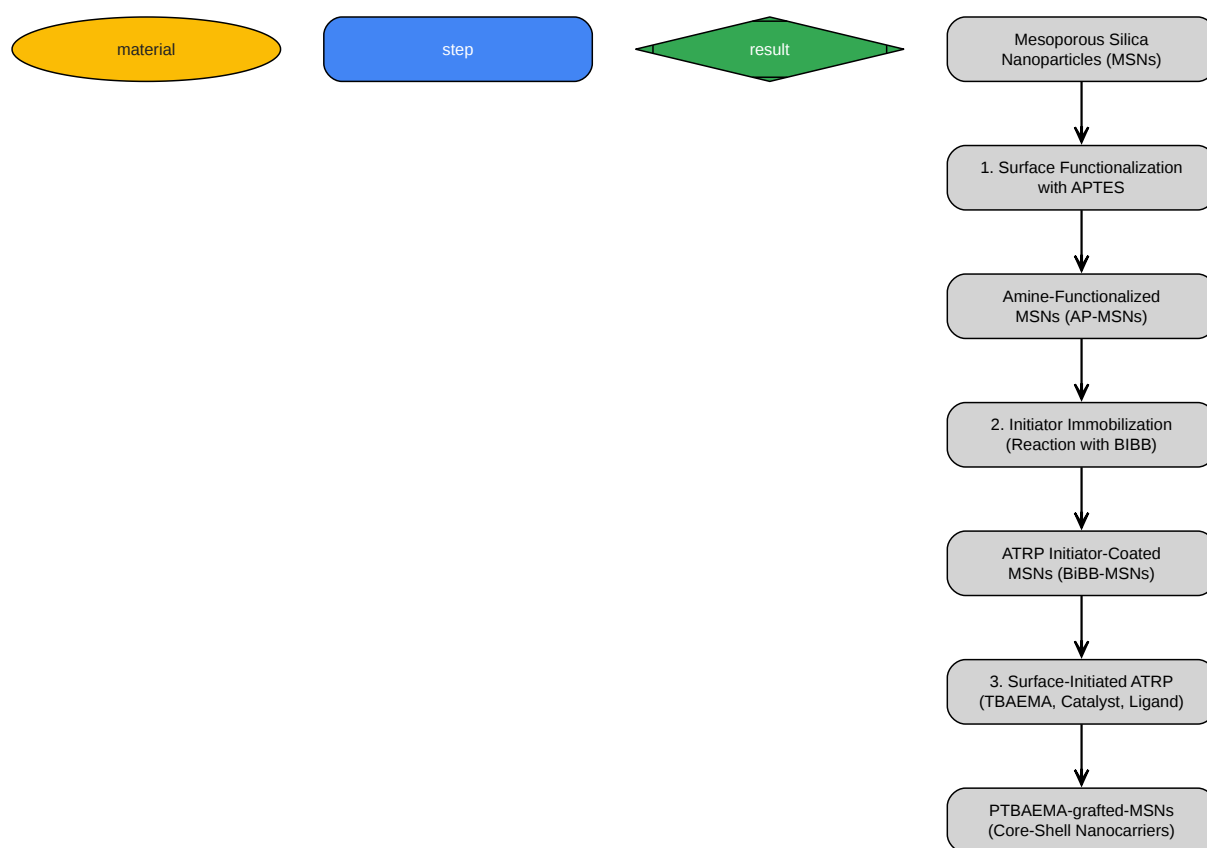 material
step
result
Mesoporous Silica
Nanoparticles (MSNs)
1. Surface Functionalization
with APTES
Amine-Functionalized
MSNs (AP-MSNs)
2. Initiator Immobilization
(Reaction with BIBB)
ATRP Initiator-Coated
MSNs (BiBB-MSNs)
3. Surface-Initiated ATRP
(TBAEMA, Catalyst, Ligand)
PTBAEMA-grafted-MSNs
(Core-Shell Nanocarriers)